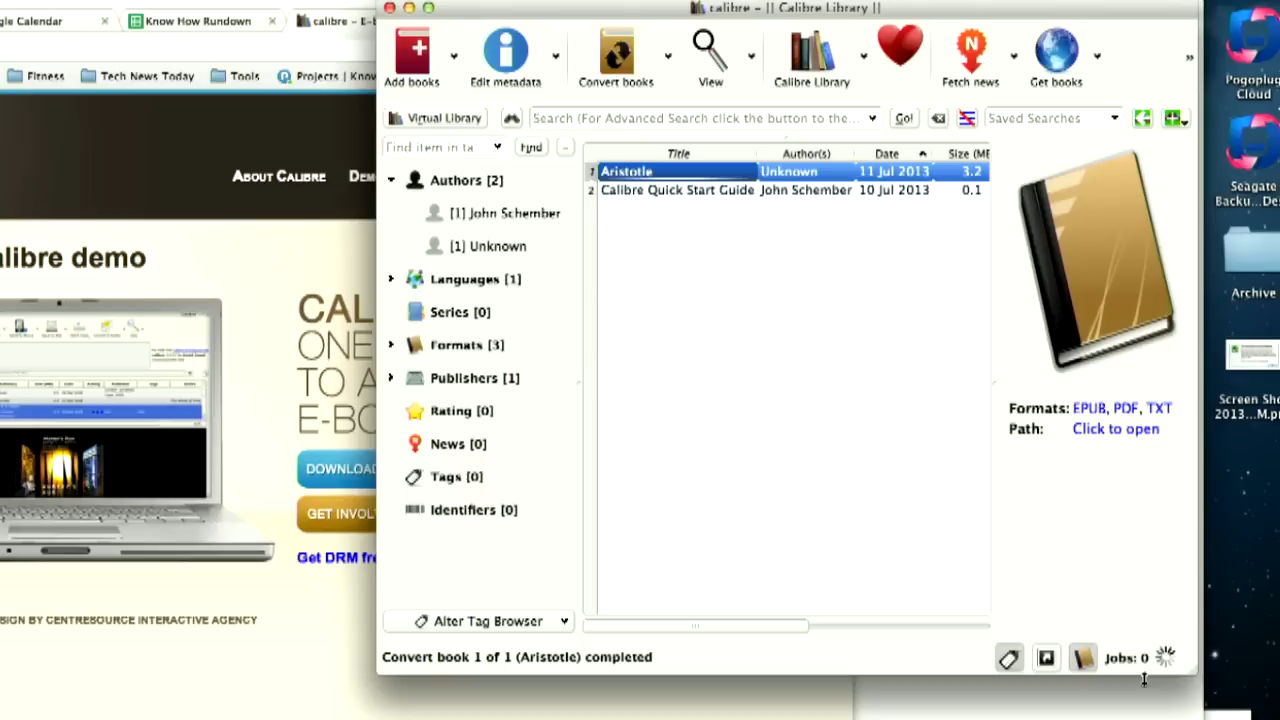 gle Calendar
Know How Rundown
calibre - E-b
Fitness
Tech News Today
Tools
Projects | Know
ABOUT CALIBRE
DEM
alibre demo
CAL
ONE
TO A
E-BO
DOWNLOA
GET INVOL
Get DRM fre
SIGN BY CENTRESOURCE INTERACTIVE AGENCY
calibre - || Calibre Library ||
Add books
Edit metadata
Convert books
View
Calibre Library
Fetch news
Get books
»
Virtual Library
Search (For Advanced Search click the button to the...
Go!
Saved Searches
Find item in ta
Find
Title Author(s) Date Size (MB
1 Aristotle Unknown 11 Jul 2013 3.2
2 Calibre Quick Start Guide John Schember 10 Jul 2013 0.1
Authors [2]
[1] John Schember
[1] Unknown
Languages [1]
Series [0]
Formats [3]
Publishers [1]
Rating [0]
News [0]
Tags [0]
Identifiers [0]
Alter Tag Browser
Formats: EPUB, PDF, TXT
Path: Click to open
Convert book 1 of 1 (Aristotle) completed
Jobs: 0
Pogoplug
Cloud
Seagate
Backu...De
Archive
Screen Sho
2013...M.pn